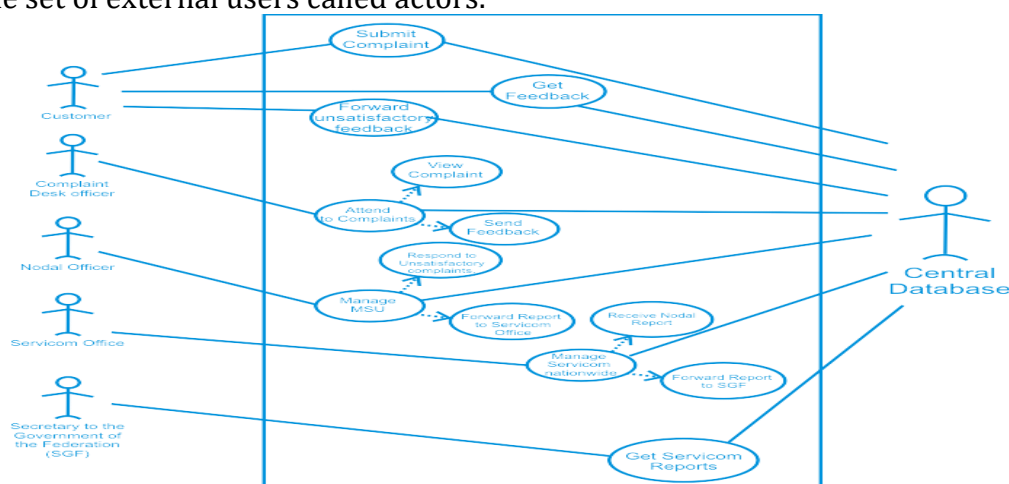 e set of external users called actors.
Submit
Complaint
Get
Feedback
Customer
Forward
unsatisfactory
feedback
View
Complaint
Complaint
Desk officer
Attend
to Complaints
Send
Feedback
Respond to
Unsatisfactory
complaints.
Nodal Officer
Central
Database
Manage
MSU
Forward Report
to Servicom
Office
Receive Nodal
Report
Servicom Office
Manage
Servicom
nationwide
Forward Report
to SGF
Secretary to the
Government of
the Federation
(SGF)
Get Servicom
Reports